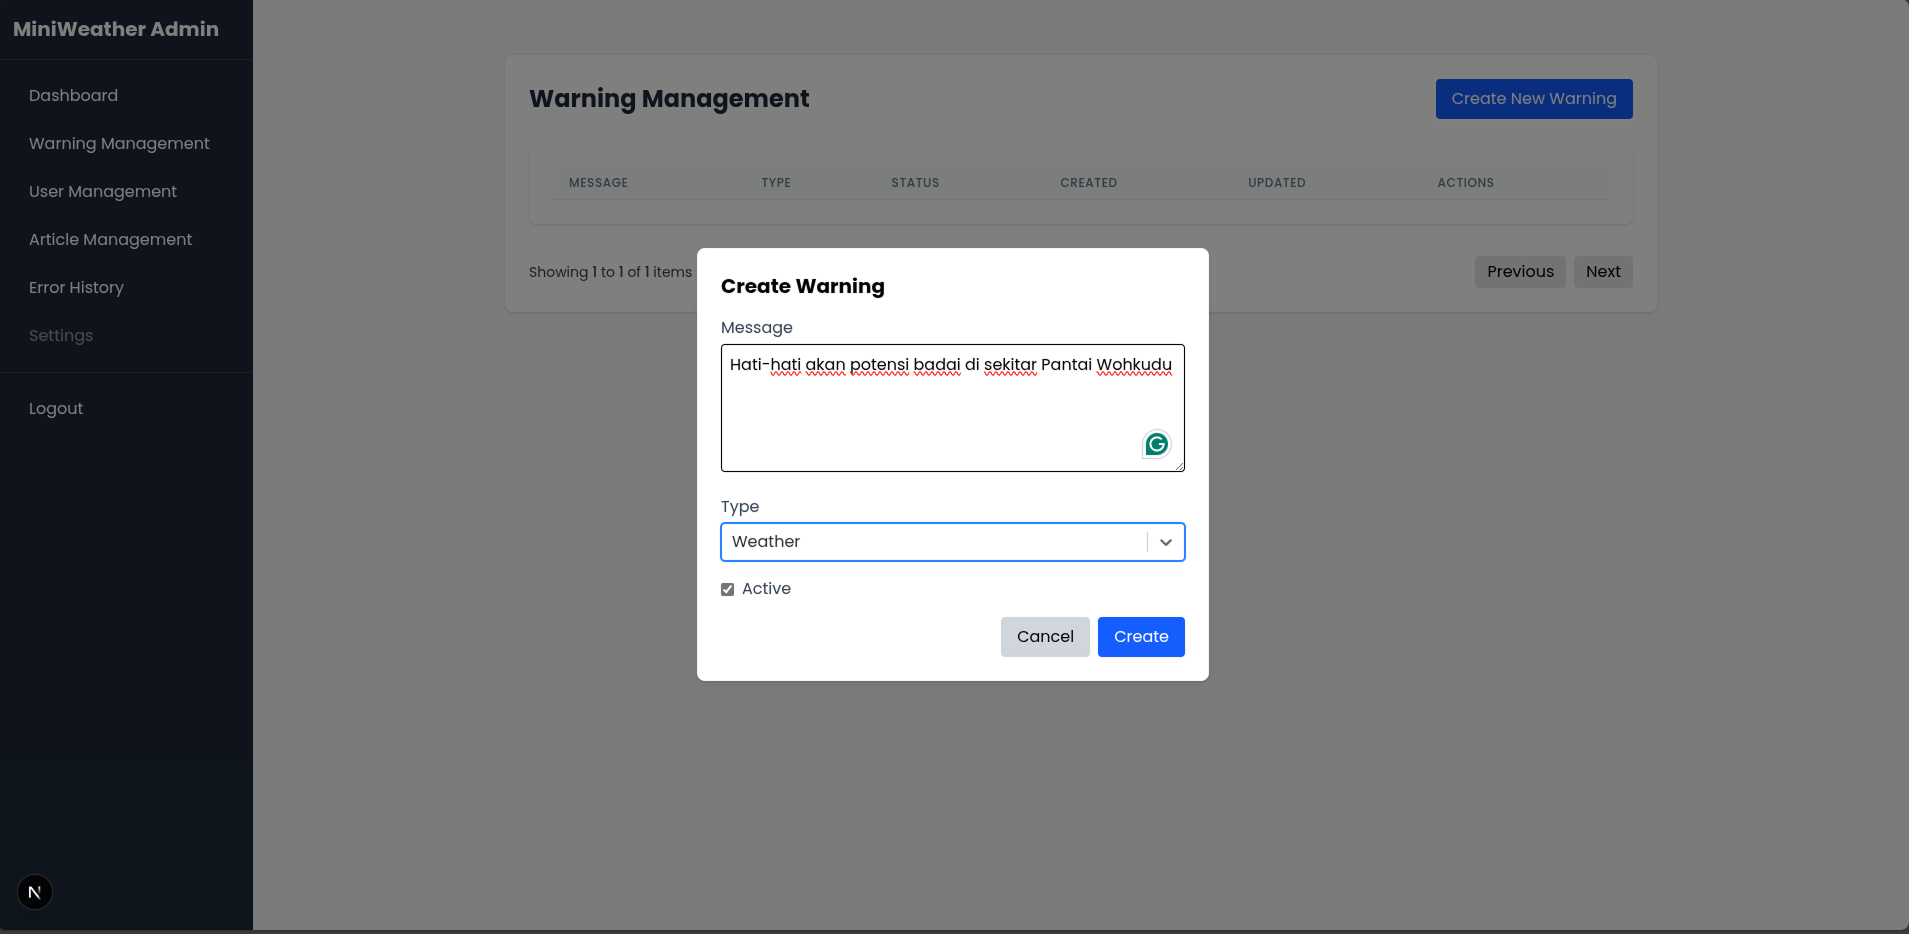 MiniWeather Admin
Dashboard
Warning Management
User Management
Article Management
Error History
Settings
Logout
N
Warning Management
Create New Warning
MESSAGE TYPE STATUS CREATED UPDATED ACTIONS
Showing 1 to 1 of 1 items
Previous Next
Create Warning
Message
Hati-hati akan potensi badai di sekitar Pantai Wohkudu
G
Type
Weather
Active
Cancel Create